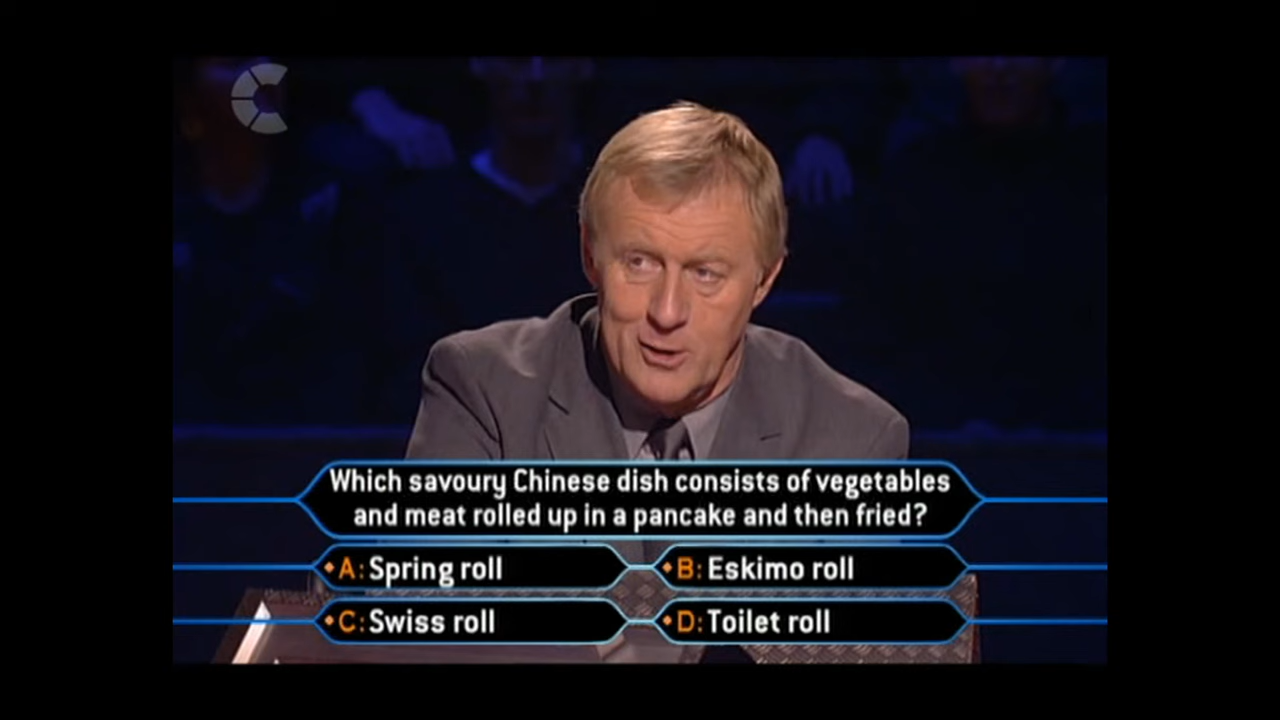 Which savoury Chinese dish consists of vegetables
and meat rolled up in a pancake and then fried?
A: Spring roll
B: Eskimo roll
C: Swiss roll
D: Toilet roll